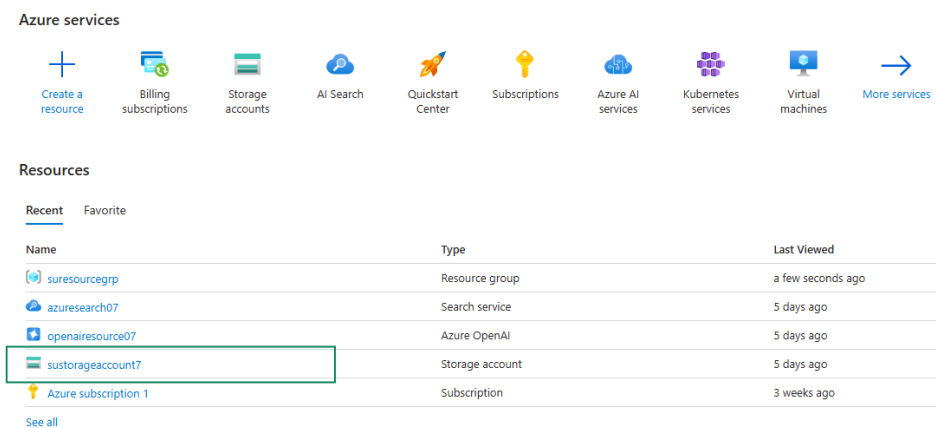 Azure services
Create a resource
Billing subscriptions
Storage accounts
AI Search
Quickstart Center
Subscriptions
Azure AI services
Kubernetes services
Virtual machines
More services
Resources
Recent Favorite
Name Type Last Viewed
suresourcegrp Resource group a few seconds ago
azuresearch07 Search service 5 days ago
openairesource07 Azure OpenAI 5 days ago
sustorageaccount7 Storage account 5 days ago
Azure subscription 1 Subscription 3 weeks ago
See all